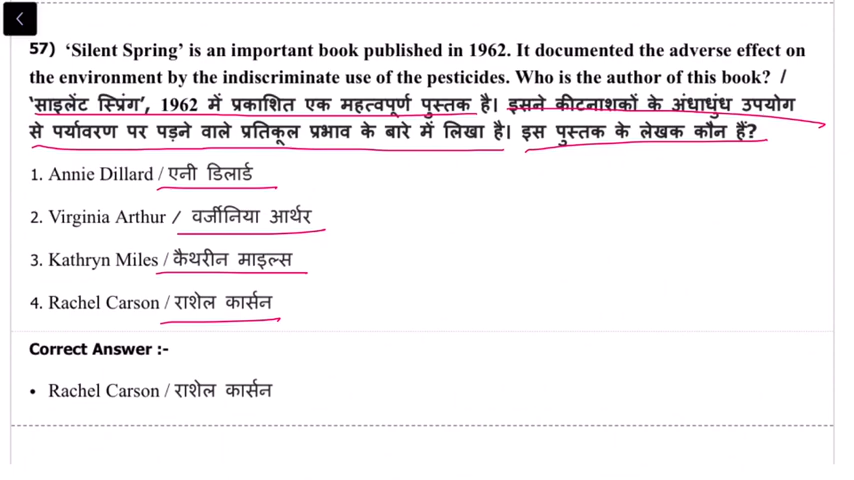 57) ‘Silent Spring’ is an important book published in 1962. It documented the adverse effect on
the environment by the indiscriminate use of the pesticides. Who is the author of this book? /
‘साइलेंट स्प्रिंग’, 1962 में प्रकाशित एक महत्वपूर्ण पुस्तक है। इसने कीटनाशकों के अंधाधुंध उपयोग
से पर्यावरण पर पड़ने वाले प्रतिकूल प्रभाव के बारे में लिखा है। इस पुस्तक के लेखक कौन हैं?
1. Annie Dillard / एनी डिलार्ड
2. Virginia Arthur / वर्जीनिया आर्थर
3. Kathryn Miles / कैथरीन माइल्स
4. Rachel Carson / राशेल कार्सन
Correct Answer :-
• Rachel Carson / राशेल कार्सन